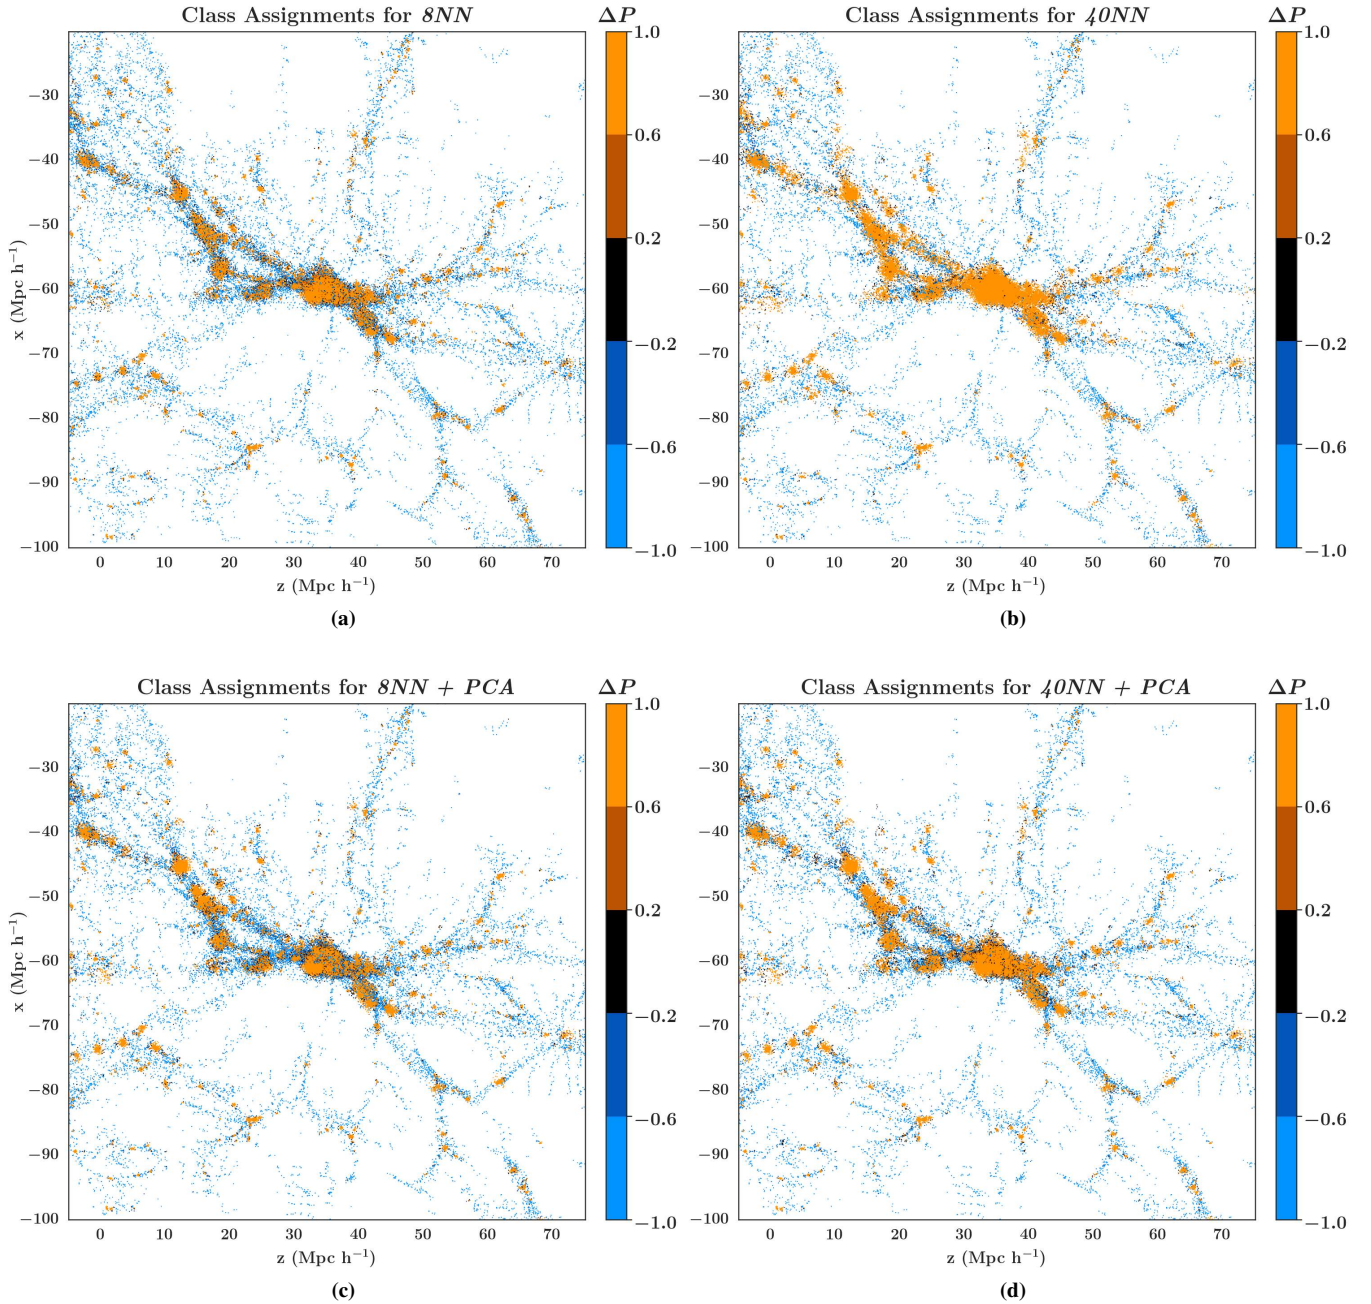 Class Assignments for 8NN
ΔP
1.0
0.6
0.2
−0.2
−0.6
−1.0
−30
−40
−50
−60
−70
−80
−90
−100
x (Mpc h⁻¹)
0 10 20 30 40 50 60 70
z (Mpc h⁻¹)
(a)
Class Assignments for 40NN
ΔP
1.0
0.6
0.2
−0.2
−0.6
−1.0
−30
−40
−50
−60
−70
−80
−90
−100
0 10 20 30 40 50 60 70
z (Mpc h⁻¹)
(b)
Class Assignments for 8NN + PCA
ΔP
1.0
0.6
0.2
−0.2
−0.6
−1.0
−30
−40
−50
−60
−70
−80
−90
−100
x (Mpc h⁻¹)
0 10 20 30 40 50 60 70
z (Mpc h⁻¹)
(c)
Class Assignments for 40NN + PCA
ΔP
1.0
0.6
0.2
−0.2
−0.6
−1.0
−30
−40
−50
−60
−70
−80
−90
−100
0 10 20 30 40 50 60 70
z (Mpc h⁻¹)
(d)